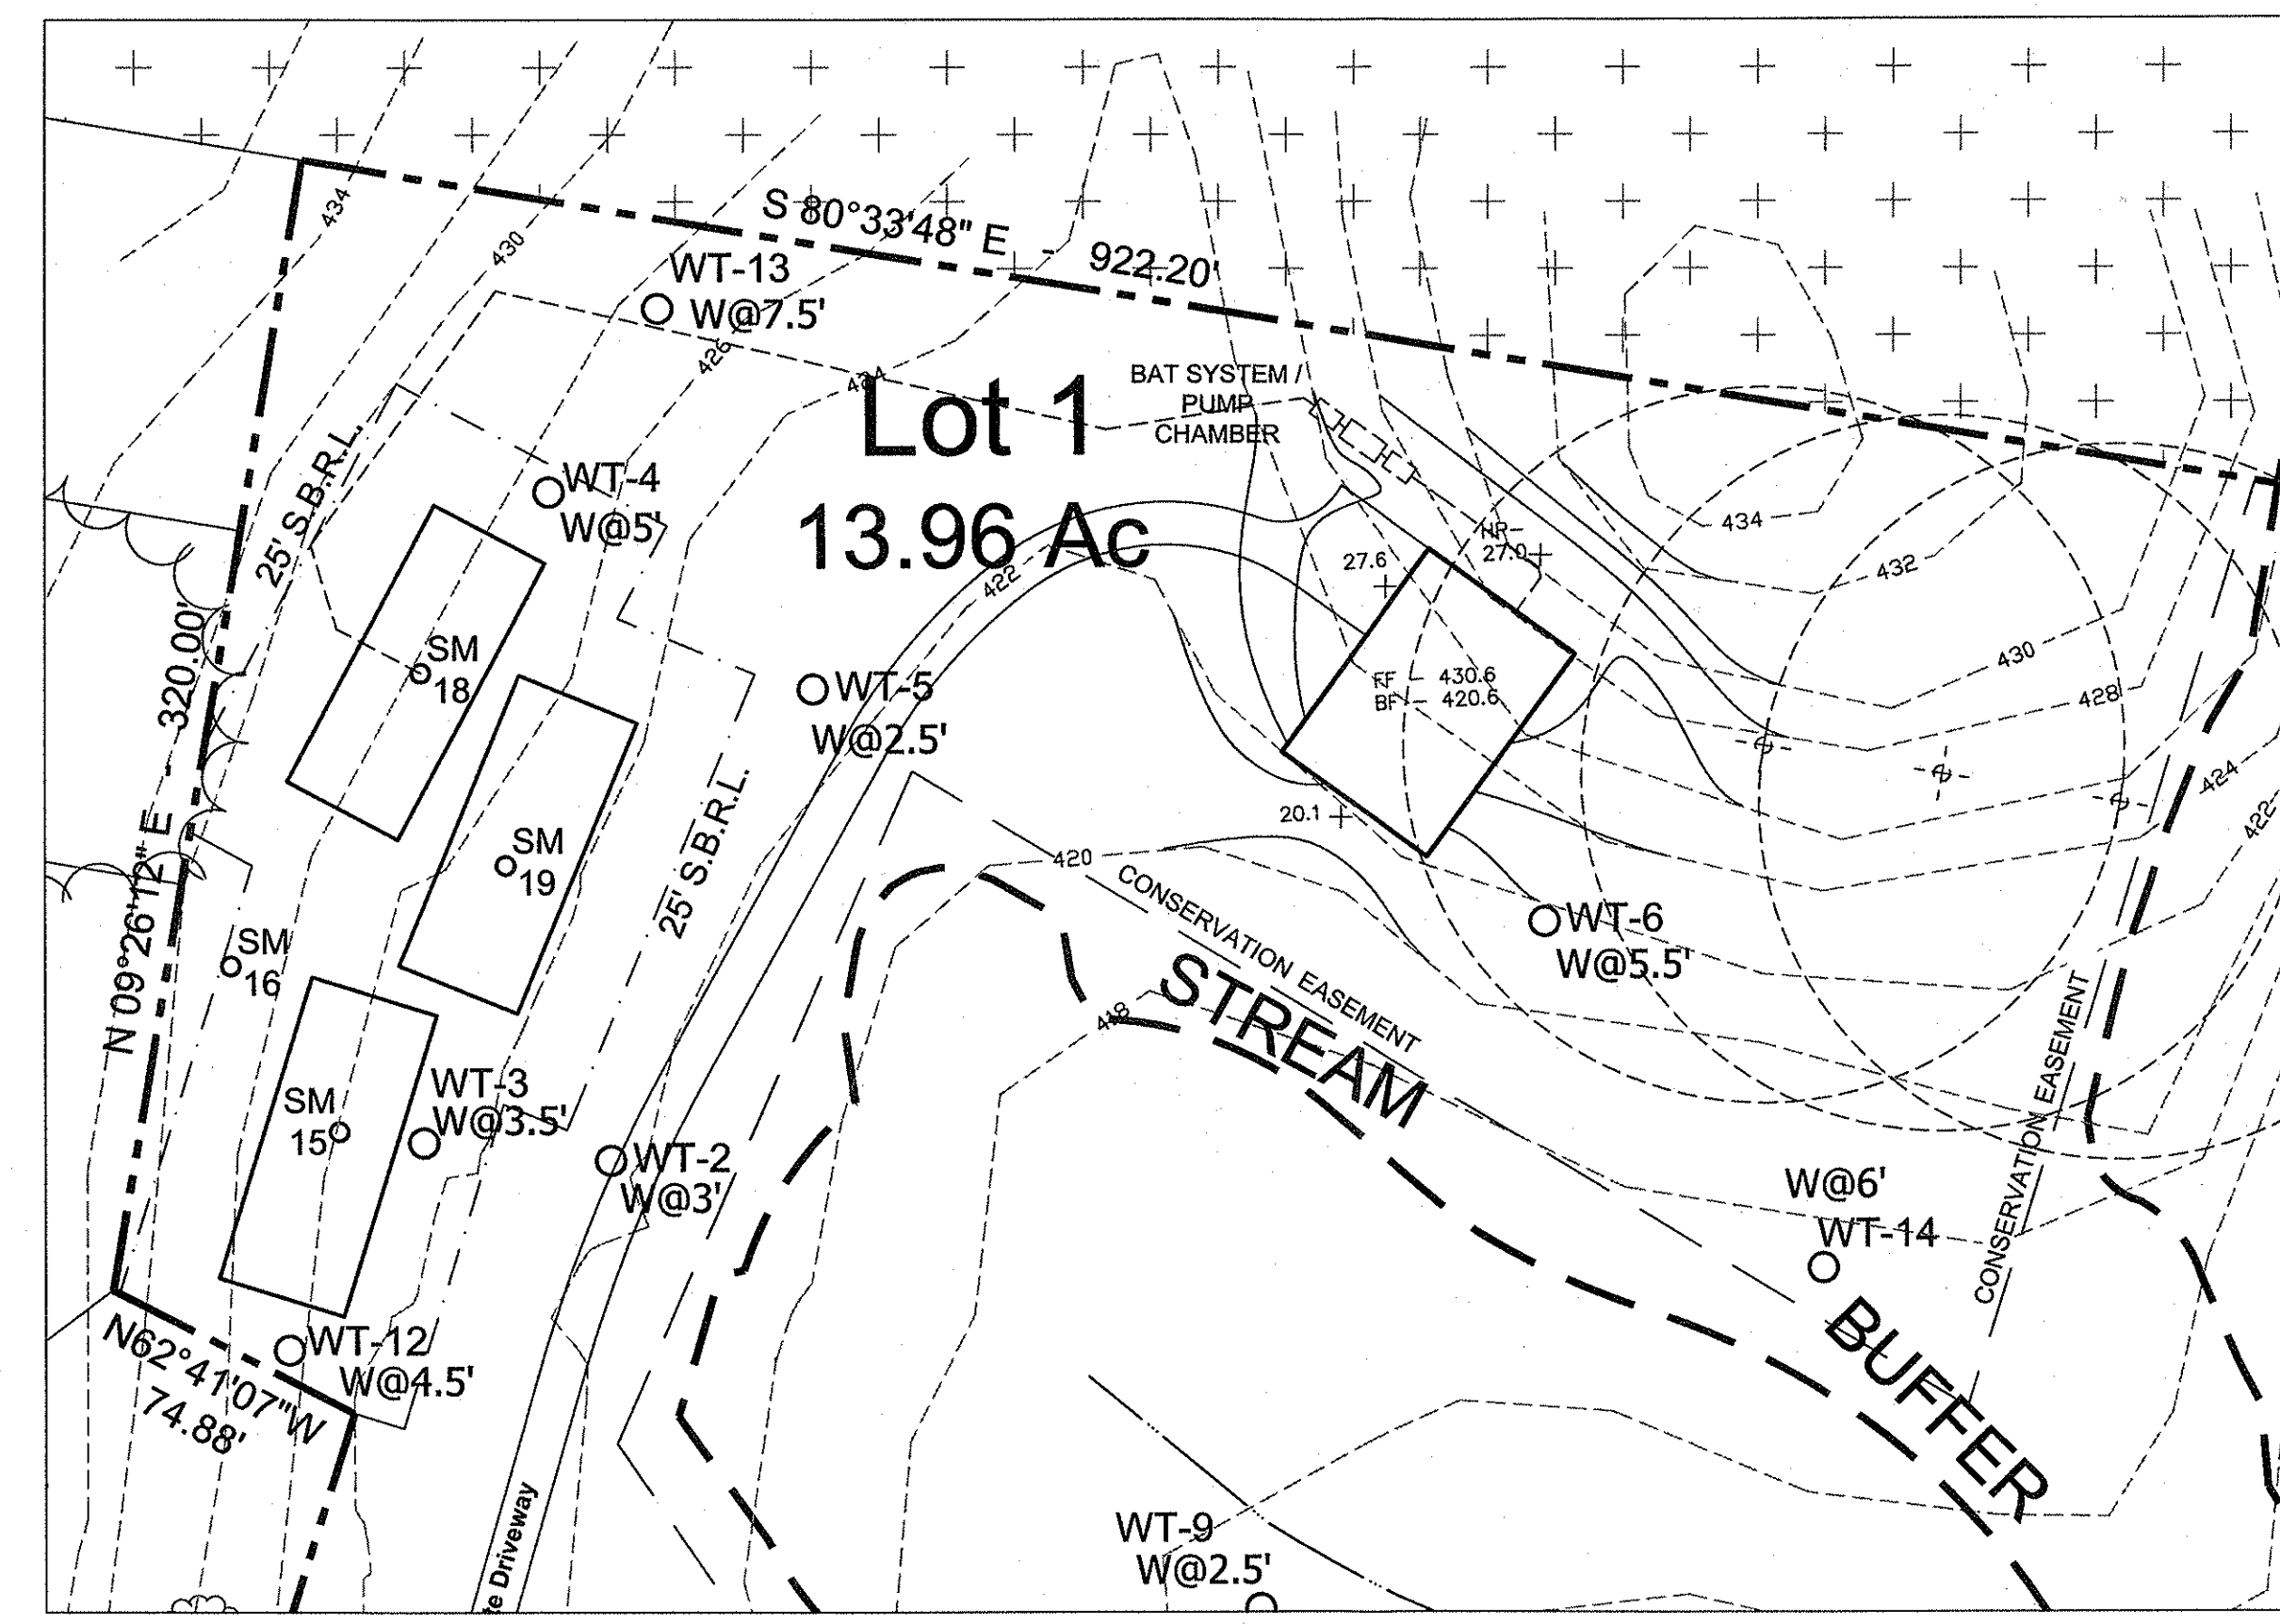 434
S 80°33'48" E - 922.20'
430
WT-13
W@7.5'
426
424
Lot 1
13.96 Ac
BAT SYSTEM /
PUMP
CHAMBER
25' S.B.R.L.
WT-4
W@5'
434
HP-
27.0
27.6
432
422
SM
18
WT-5
W@2.5'
FF - 430.6
BF - 420.6
430
428
424
422
N 09°26'12" E - 320.00'
25' S.B.R.L.
20.1
SM
19
420
CONSERVATION EASEMENT
WT-6
W@5.5'
SM
16
418
STREAM
BUFFER
CONSERVATION EASEMENT
SM
15
WT-3
W@3.5'
WT-2
W@3'
W@6'
WT-14
WT-12
W@4.5'
N62°41'07"W
74.88'
te Driveway
WT-9
W@2.5'